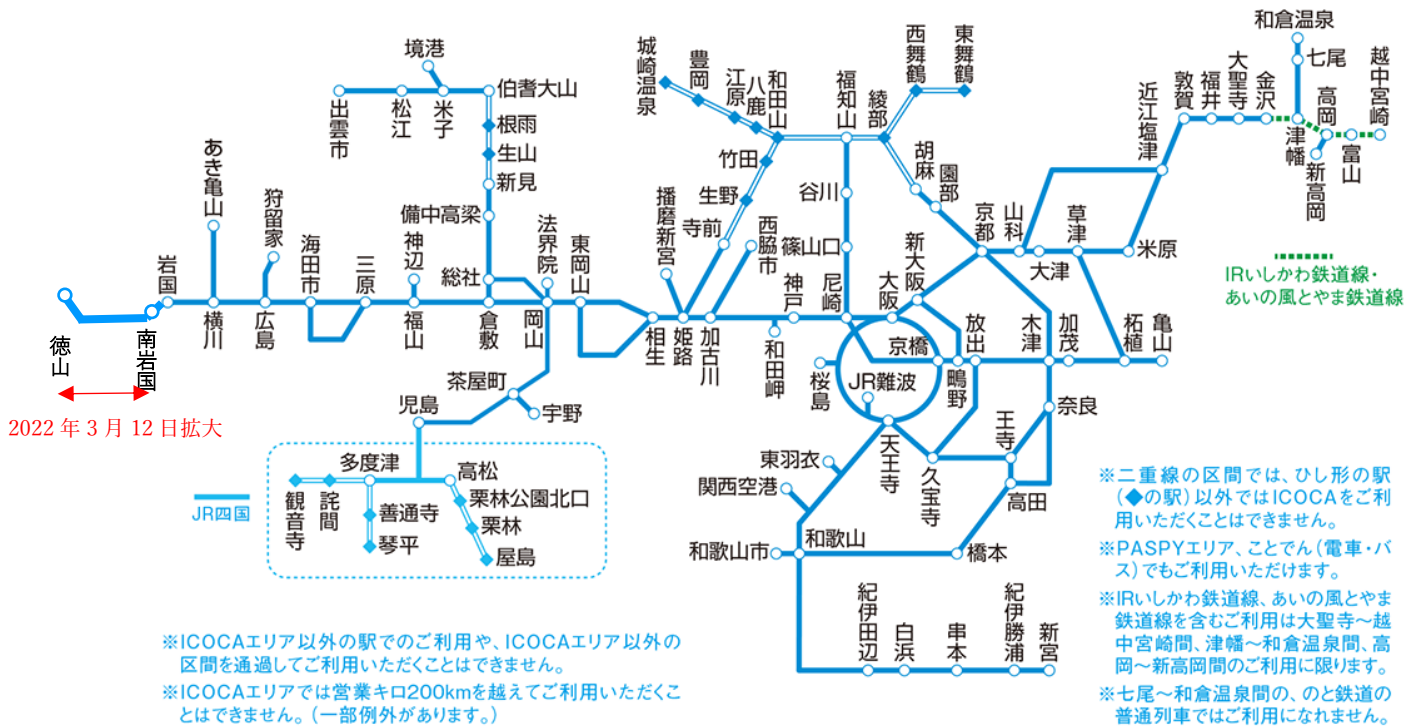 和倉温泉
七尾
越中宮崎
高岡
富山
新高岡
津幡
金沢
大聖寺
福井
敦賀
近江塩津
IRいしかわ鉄道線・
あいの風とやま鉄道線
東舞鶴
西舞鶴
綾部
福知山
和田山
八鹿
江原
豊岡
城崎温泉
竹田
生野
寺前
胡麻
園部
谷川
篠山口
京都
山科
大津
草津
米原
境港
伯耆大山
米子
松江
出雲市
根雨
生山
新見
備中高梁
総社
法界院
東岡山
播磨新宮
西脇市
神戸
尼崎
大阪
新大阪
あき亀山
狩留家
岩国
海田市
三原
神辺
横川
広島
福山
倉敷
岡山
相生
姫路
加古川
和田岬
徳山
南岩国
2022年3月12日拡大
京橋
放出
鴫野
木津
加茂
柘植
亀山
桜島
JR難波
天王寺
久宝寺
王寺
奈良
高田
東羽衣
関西空港
和歌山市
和歌山
橋本
紀伊田辺
白浜
串本
紀伊勝浦
新宮
茶屋町
宇野
児島
多度津
高松
栗林公園北口
栗林
屋島
観音寺
詫間
善通寺
琴平
JR四国
※ICOCAエリア以外の駅でのご利用や、ICOCAエリア以外の
区間を通過してご利用いただくことはできません。
※ICOCAエリアでは営業キロ200kmを越えてご利用いただくこ
とはできません。(一部例外があります。)
※二重線の区間では、ひし形の駅
(◆の駅)以外ではICOCAをご利
用いただくことはできません。
※PASPYエリア、ことでん(電車・バ
ス)でもご利用いただけます。
※IRいしかわ鉄道線、あいの風とやま
鉄道線を含むご利用は大聖寺～越
中宮崎間、津幡～和倉温泉間、高
岡～新高岡間のご利用に限ります。
※七尾～和倉温泉間の、のと鉄道の
普通列車ではご利用になれません。